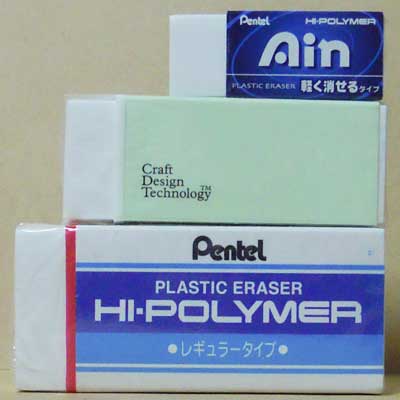 Pentel HI-POLYMER
Ain
PLASTIC ERASER 軽く消せるタイプ
Craft
Design
Technology™
Pentel
PLASTIC ERASER
HI-POLYMER
●レギュラータイプ●